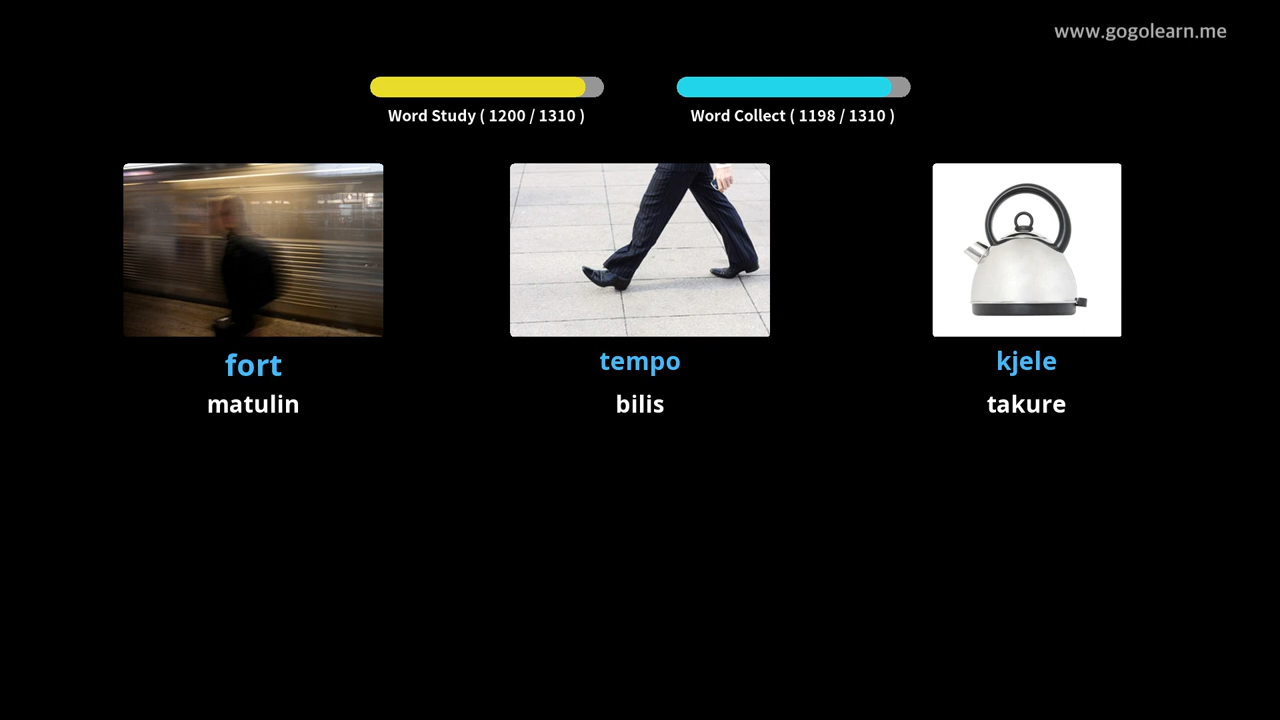 www.gogolearn.me
Word Study ( 1200 / 1310 )
Word Collect ( 1198 / 1310 )
fort
tempo
kjele
matulin
bilis
takure